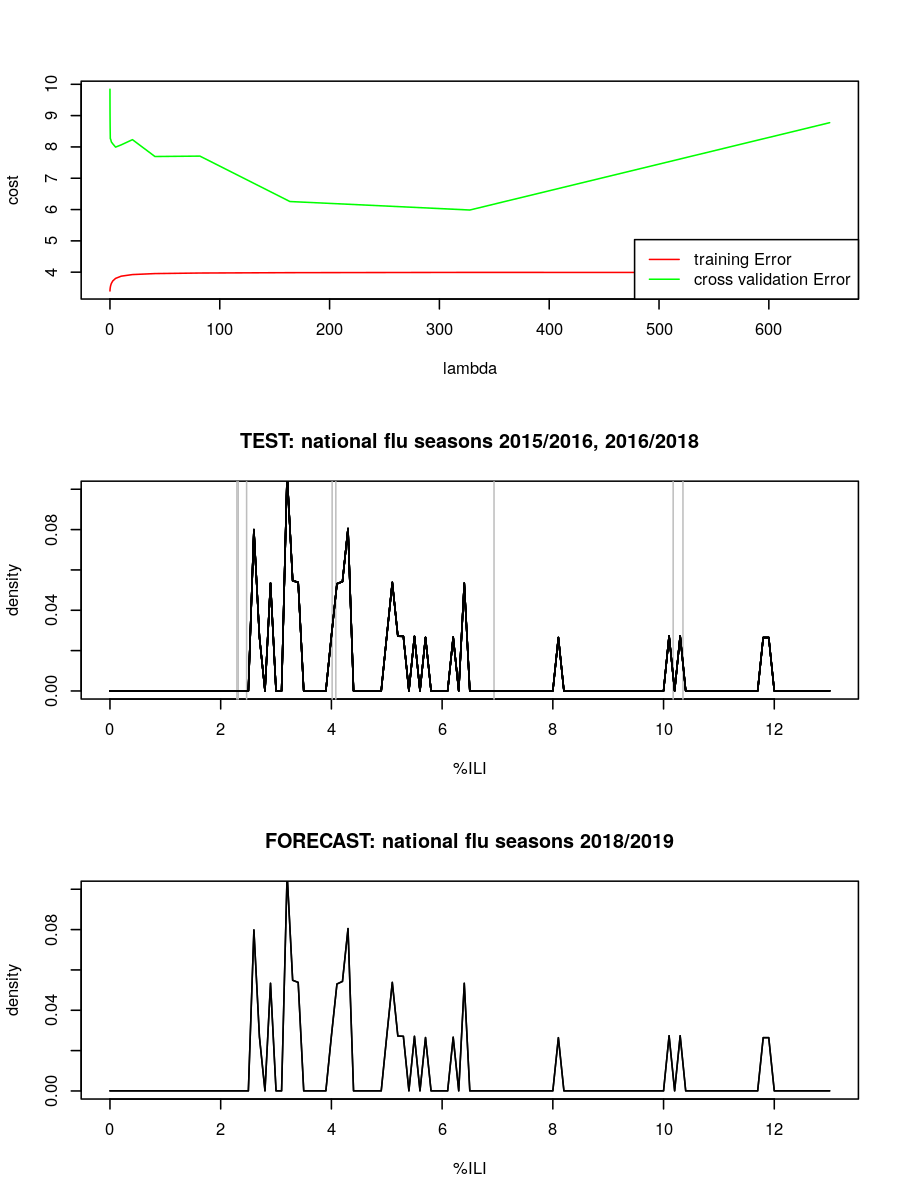 10
9
8
7
6
5
4
cost
training Error
cross validation Error
0 100 200 300 400 500 600
lambda
TEST: national flu seasons 2015/2016, 2016/2018
0.08
0.04
0.00
density
0 2 4 6 8 10 12
%ILI
FORECAST: national flu seasons 2018/2019
0.08
0.04
0.00
density
0 2 4 6 8 10 12
%ILI